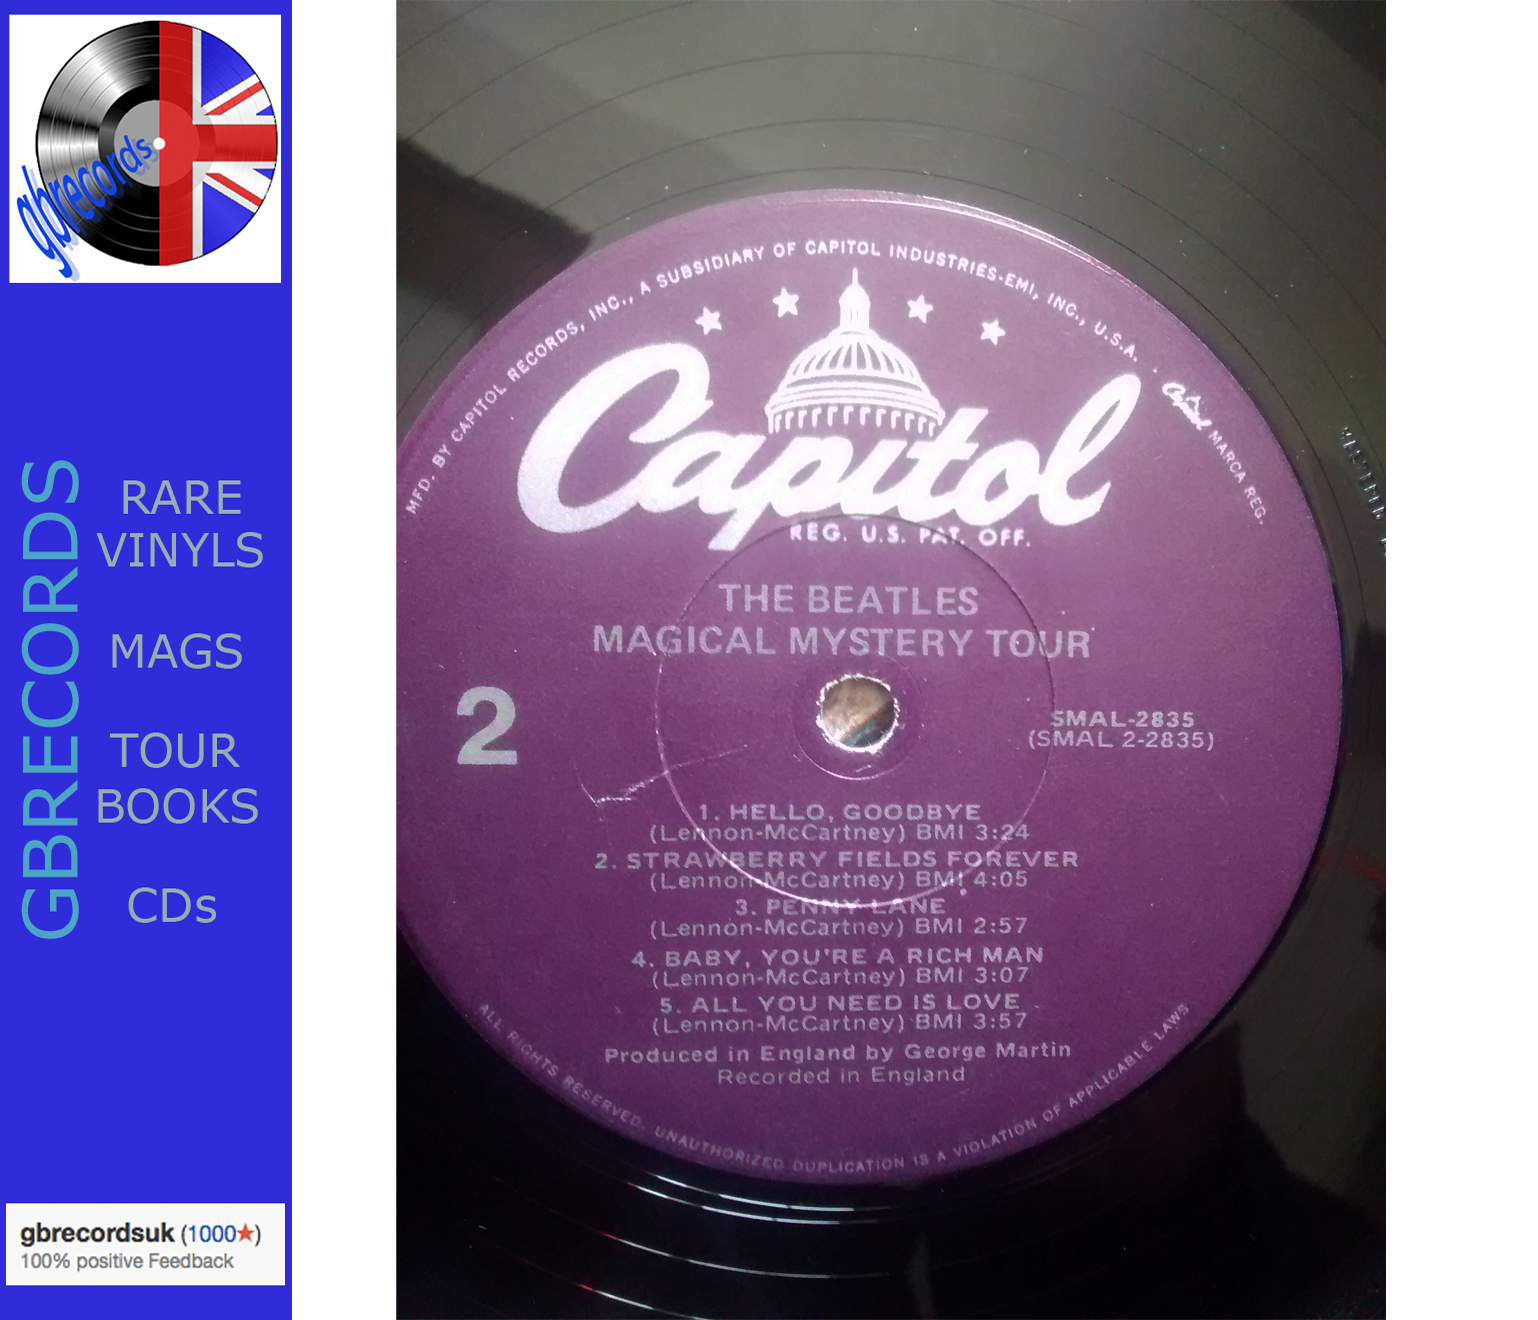 gbrecords
GBRECORDS
RARE
VINYLS
MAGS
TOUR
BOOKS
CDs
gbrecordsuk (1000★)
100% positive Feedback
MFD. BY CAPITOL RECORDS, INC., A SUBSIDIARY OF CAPITOL INDUSTRIES-EMI, INC., U.S.A. . Capitol MARCA REG.
Capitol
REG. U.S. PAT. OFF.
THE BEATLES
MAGICAL MYSTERY TOUR
2
SMAL-2835
(SMAL 2-2835)
1. HELLO, GOODBYE
(Lennon-McCartney) BMI 3:24
2. STRAWBERRY FIELDS FOREVER
(Lennon-McCartney) BMI 4:05
3. PENNY LANE
(Lennon-McCartney) BMI 2:57
4. BABY, YOU'RE A RICH MAN
(Lennon-McCartney) BMI 3:07
5. ALL YOU NEED IS LOVE
(Lennon-McCartney) BMI 3:57
Produced in England by George Martin
Recorded in England
ALL RIGHTS RESERVED. UNAUTHORIZED DUPLICATION IS A VIOLATION OF APPLICABLE LAWS